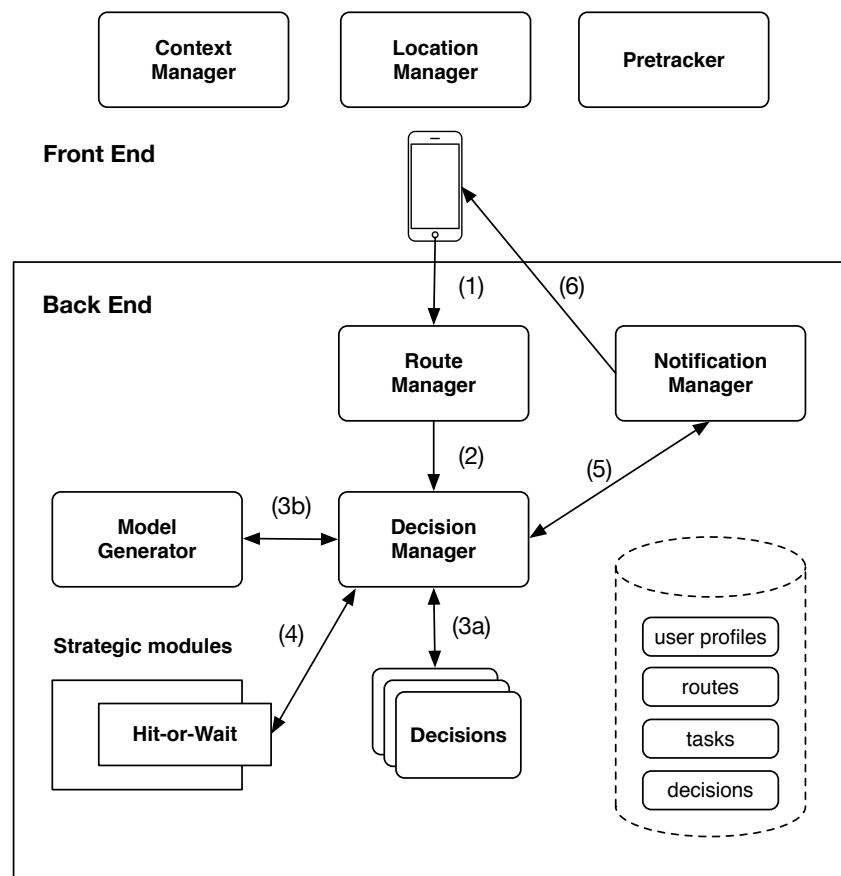 Context
Manager
Location
Manager
Pretracker
Front End
(1)
(6)
Back End
Route
Manager
Notification
Manager
(2)
(5)
Model
Generator
(3b)
Decision
Manager
(4)
(3a)
Strategic modules
Hit-or-Wait
Decisions
user profiles
routes
tasks
decisions